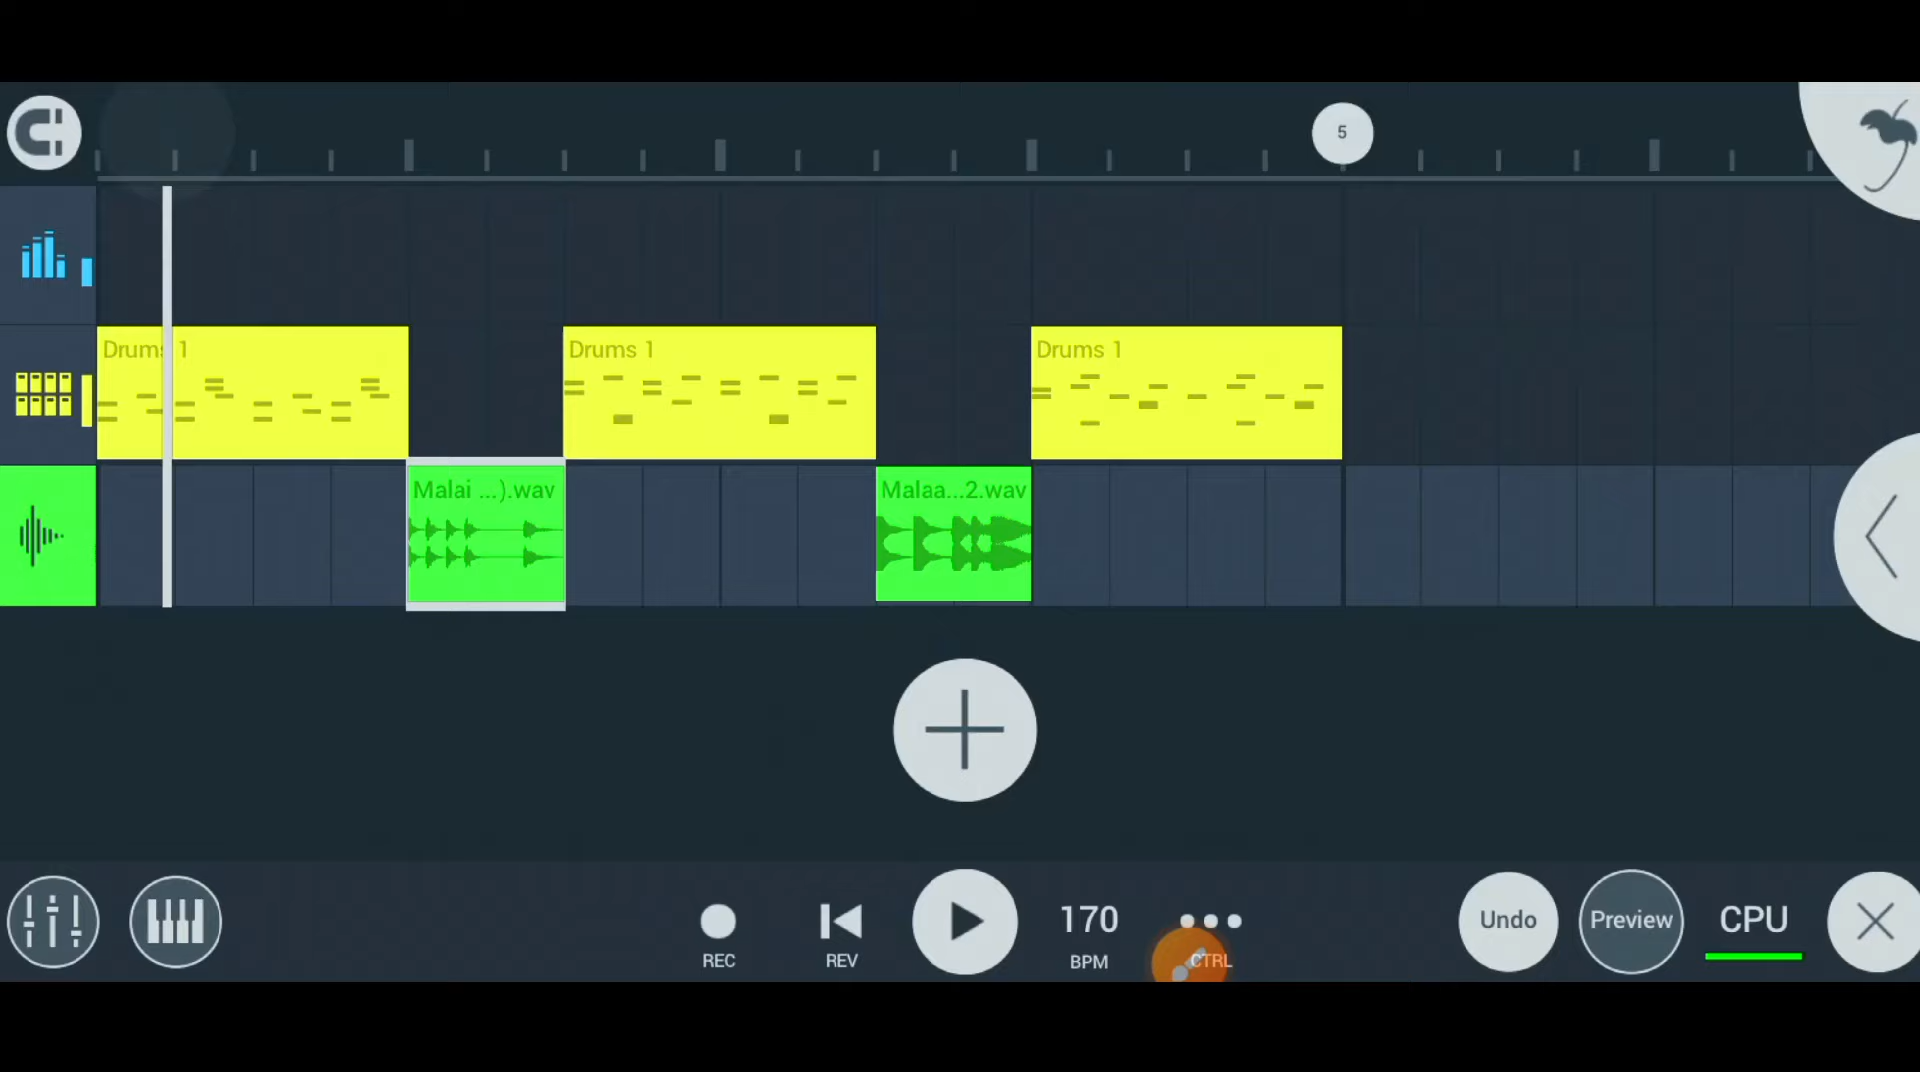 5
Drums 1
Drums 1
Drums 1
Malai ...).wav
Malaa...2.wav
REC
REV
170
BPM
CTRL
Undo
Preview
CPU